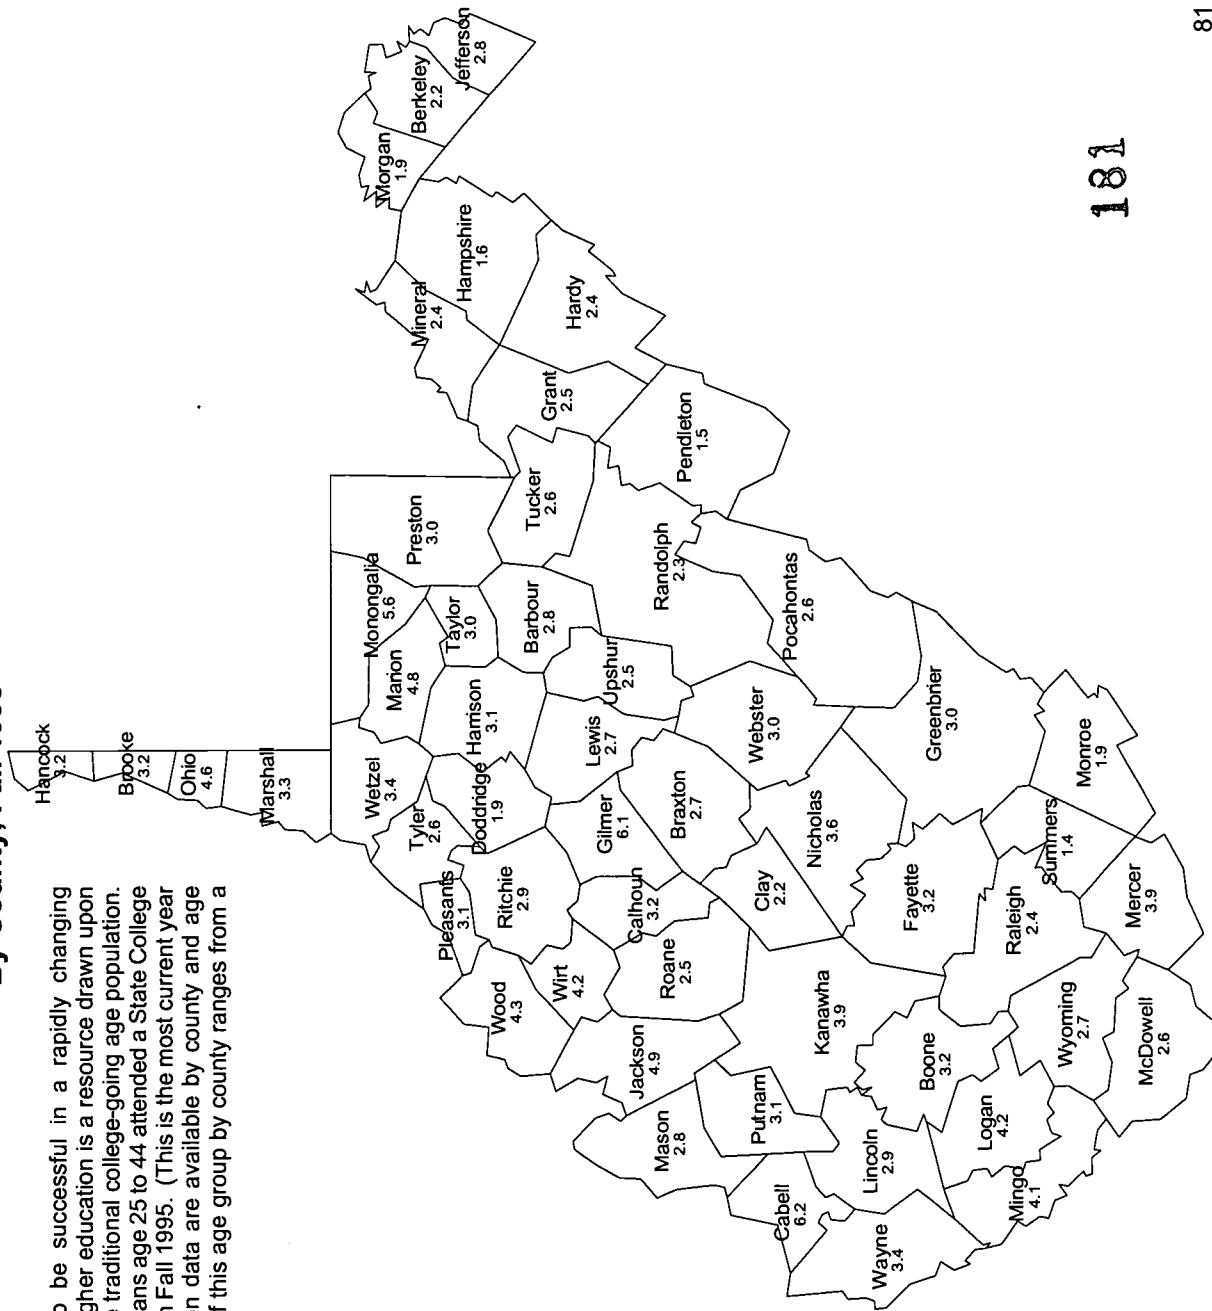 By County, Fall 1995
o be successful in a rapidly changing
gher education is a resource drawn upon
e traditional college-going age population.
ans age 25 to 44 attended a State College
n Fall 1995. (This is the most current year
n data are available by county and age
f this age group by county ranges from a
Hancock
3.2
Brooke
3.2
Ohio
4.6
Marshall
3.3
Wetzel
3.4
Monongalia
5.6
Marion
4.8
Preston
3.0
Taylor
3.0
Tyler
2.6
Pleasants
3.1
Doddridge
1.9
Harrison
3.1
Ritchie
2.9
Wood
4.3
Wirt
4.2
Barbour
2.8
Tucker
2.6
Grant
2.5
Mineral
2.4
Hampshire
1.6
Morgan
1.9
Berkeley
2.2
Jefferson
2.8
Hardy
2.4
Pendleton
1.5
Randolph
2.3
Upshur
2.5
Lewis
2.7
Gilmer
6.1
Calhoun
3.2
Roane
2.5
Jackson
4.9
Mason
2.8
Putnam
3.1
Cabell
6.2
Wayne
3.4
Lincoln
2.9
Kanawha
3.9
Clay
2.2
Braxton
2.7
Webster
3.0
Pocahontas
2.6
Nicholas
3.6
Greenbrier
3.0
Fayette
3.2
Boone
3.2
Logan
4.2
Mingo
4.1
Wyoming
2.7
Raleigh
2.4
Summers
1.4
Monroe
1.9
Mercer
3.9
McDowell
2.6
181
81